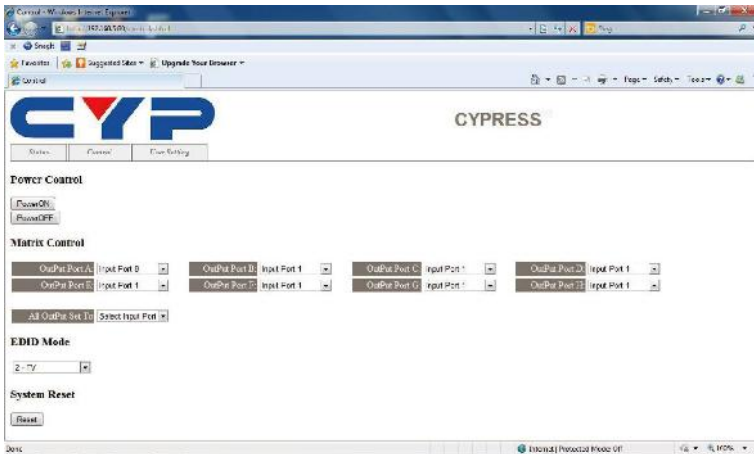 Control - Windows Internet Explorer
Snagit
Favorites Suggested Sites Upgrade Your Browser
Control
Page Safety Tools
CYP
CYPRESS
Status Control User Setting
Power Control
PowerON
PowerOFF
Matrix Control
OutPut Port A: Input Port 8 OutPut Port B: Input Port 1 OutPut Port C: Input Port 1 OutPut Port D: Input Port 1
OutPut Port E: Input Port 1 OutPut Port F: Input Port 1 OutPut Port G: Input Port 1 OutPut Port H: Input Port 1
All OutPut Set To: Select Input Port
EDID Mode
2 - TV
System Reset
Reset
Done Internet | Protected Mode: Off 100%